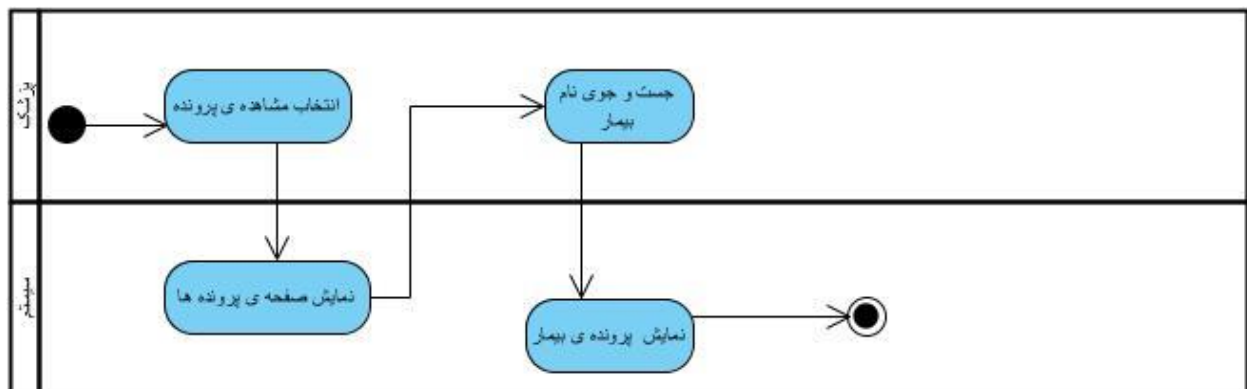 پزشک
انتخاب مشاهده ی پرونده
جست و جوی نام
بیمار
سیستم
نمایش صفحه ی پرونده ها
نمایش پرونده ی بیمار